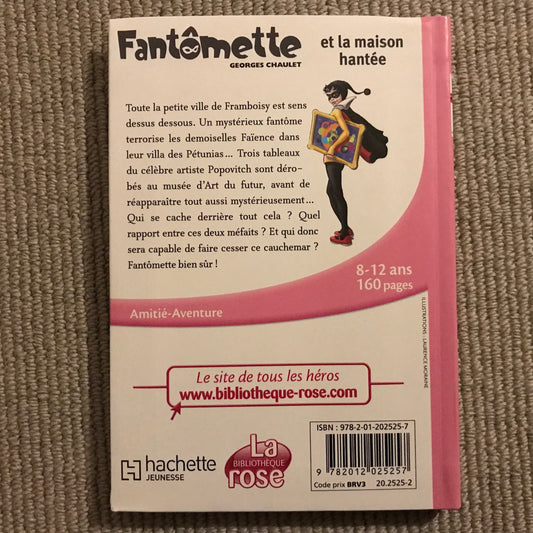 Fantômette
GEORGES CHAULET
et la maison
hantée
Toute la petite ville de Framboisy est sens
dessus dessous. Un mystérieux fantôme
terrorise les demoiselles Faïence dans
leur villa des Pétunias... Trois tableaux
du célèbre artiste Popovitch sont déro-
bés au musée d'Art du futur, avant de
réapparaître tout aussi mystérieusement...
Qui se cache derrière tout cela ? Quel
rapport entre ces deux méfaits ? Et qui donc
sera capable de faire cesser ce cauchemar ?
Fantômette bien sûr !
8-12 ans
160 pages
Amitié-Aventure
ILLUSTRATIONS : LAURENCE MORAINE
Le site de tous les héros
www.bibliotheque-rose.com
hachette
JEUNESSE
La
BIBLIOTHÈQUE
rose
ISBN : 978-2-01-202525-7
9 782012 025257
Code prix BRV3 20.2525-2